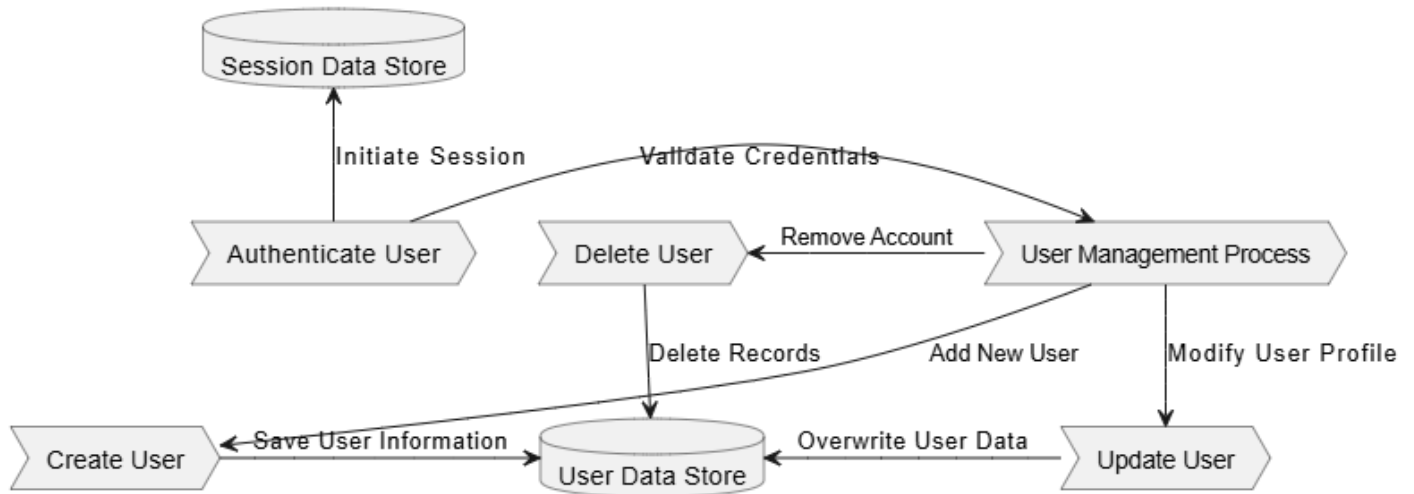 Session Data Store
Initiate Session
Validate Credentials
Authenticate User
Delete User
Remove Account
User Management Process
Delete Records
Add New User
Modify User Profile
Create User
Save User Information
User Data Store
Overwrite User Data
Update User